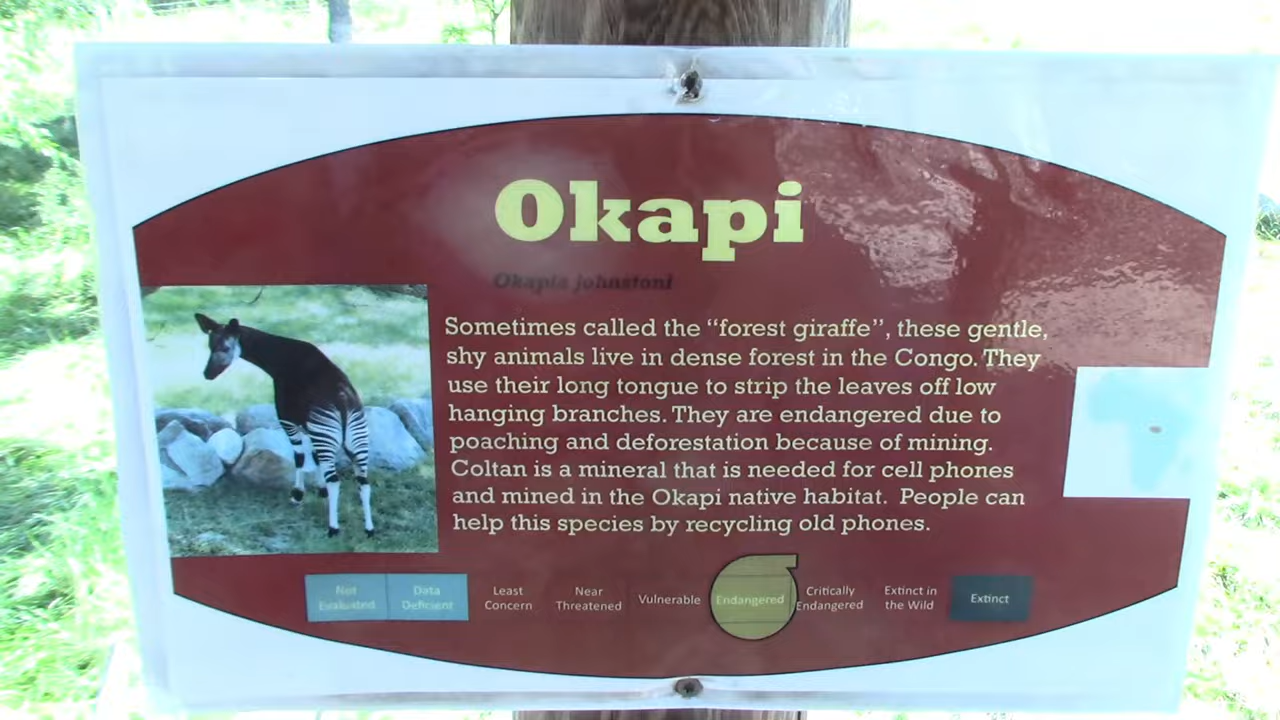 Okapi
Okapia johnstoni
Sometimes called the “forest giraffe”, these gentle,
shy animals live in dense forest in the Congo. They
use their long tongue to strip the leaves off low
hanging branches. They are endangered due to
poaching and deforestation because of mining.
Coltan is a mineral that is needed for cell phones
and mined in the Okapi native habitat.  People can
help this species by recycling old phones.
Not
Evaluated
Data
Deficient
Least
Concern
Near
Threatened
Vulnerable
Endangered
Critically
Endangered
Extinct in
the Wild
Extinct